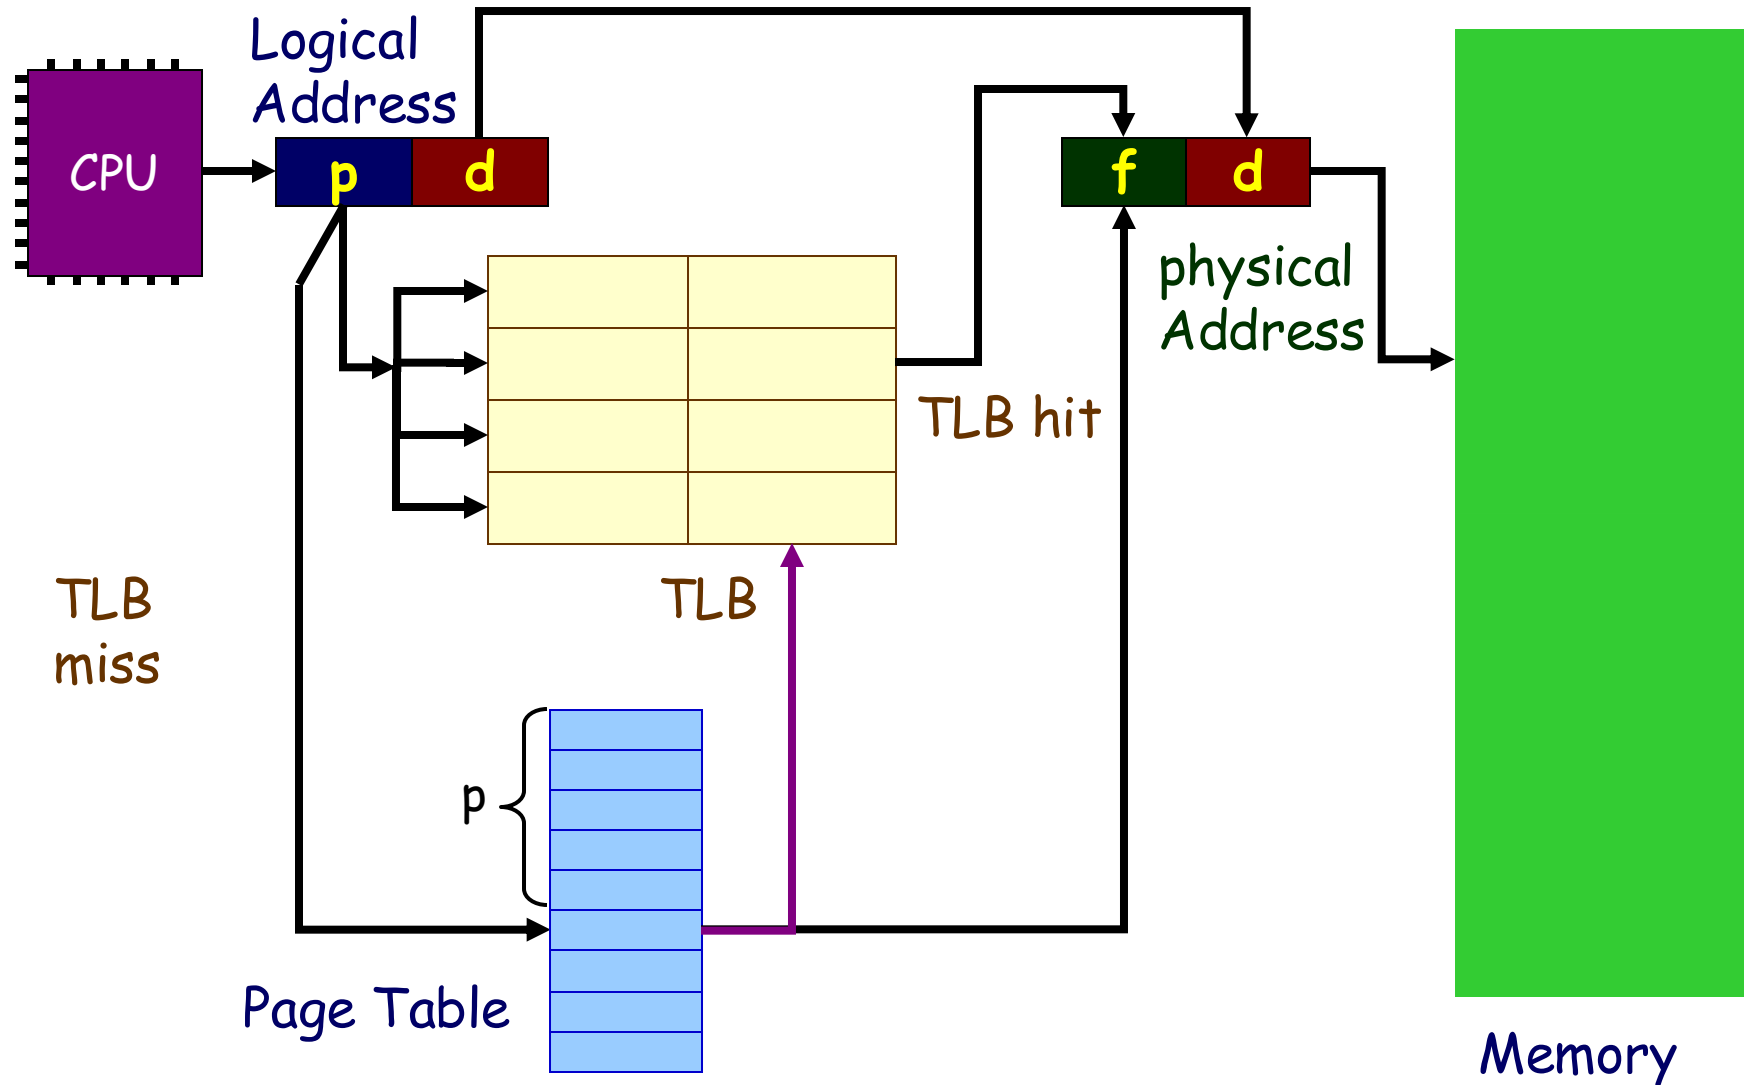 Logical
Address
CPU
p
d
f
d
physical
Address
TLB hit
TLB
miss
TLB
p
Page Table
Memory